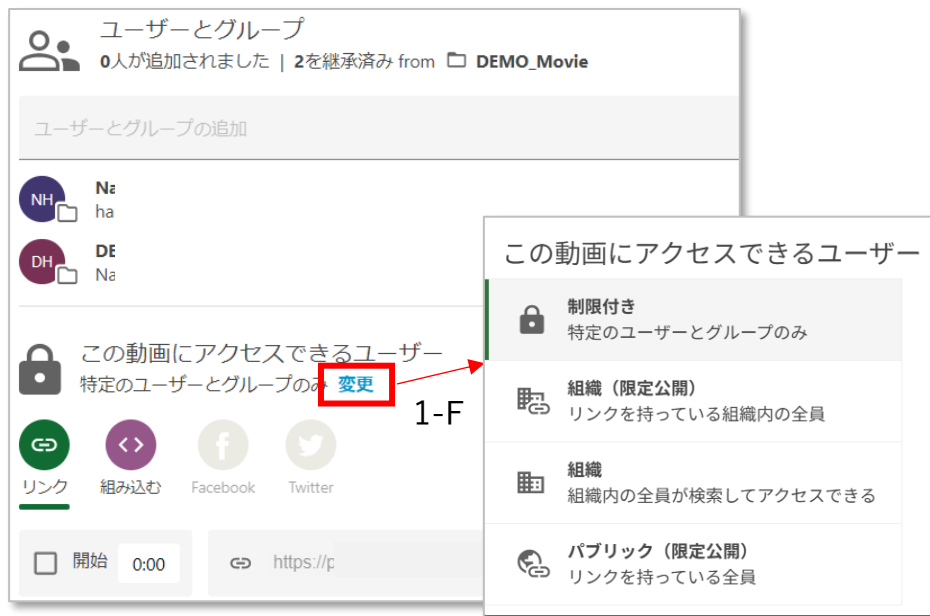 ユーザーとグループ
0人が追加されました | 2を継承済み from DEMO_Movie
ユーザーとグループの追加
NH
DH
この動画にアクセスできるユーザー
特定のユーザーとグループのみ 変更
1-F
リンク 組み込む Facebook Twitter
開始 0:00 https://p
この動画にアクセスできるユーザー
制限付き
特定のユーザーとグループのみ
組織（限定公開）
リンクを持っている組織内の全員
組織
組織内の全員が検索してアクセスできる
パブリック（限定公開）
リンクを持っている全員